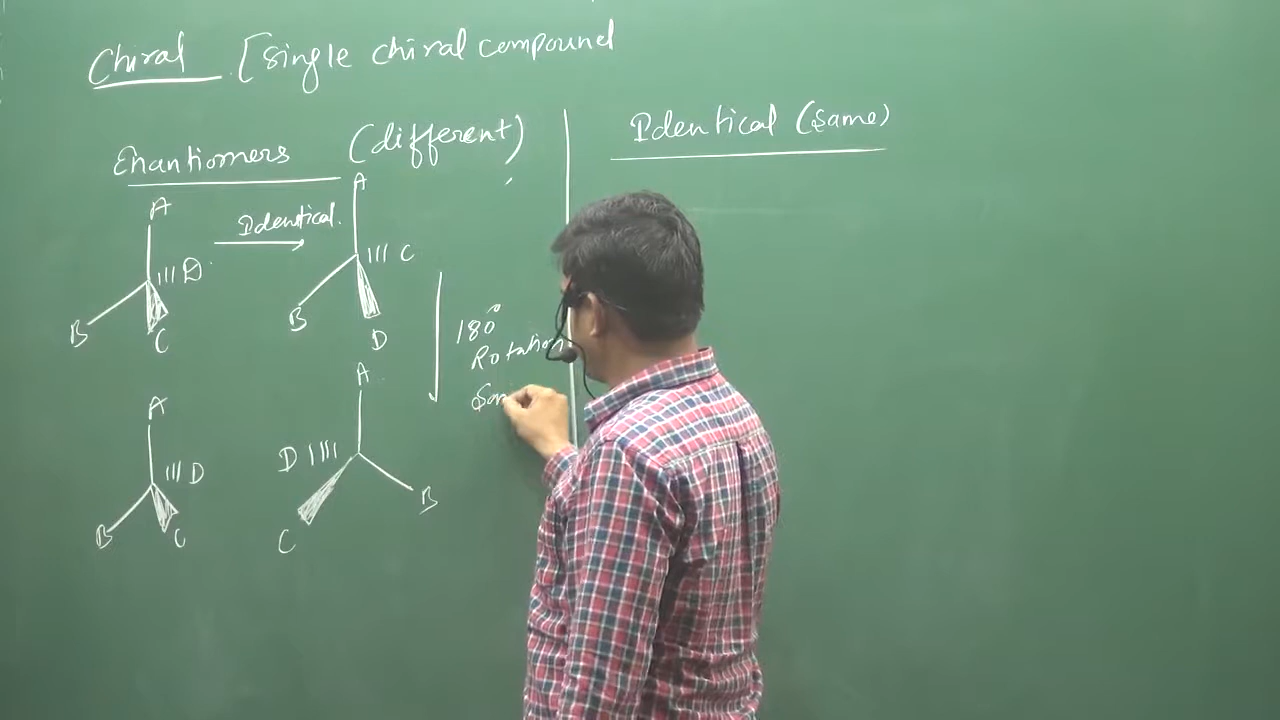 Chiral [single chiral compound
Enantiomers (different)
Identical (same)
A
Identical.
A
III D
III C
B
C
B
D
180°
Rotation
A
A
III D
D IIII
B
C
B
C